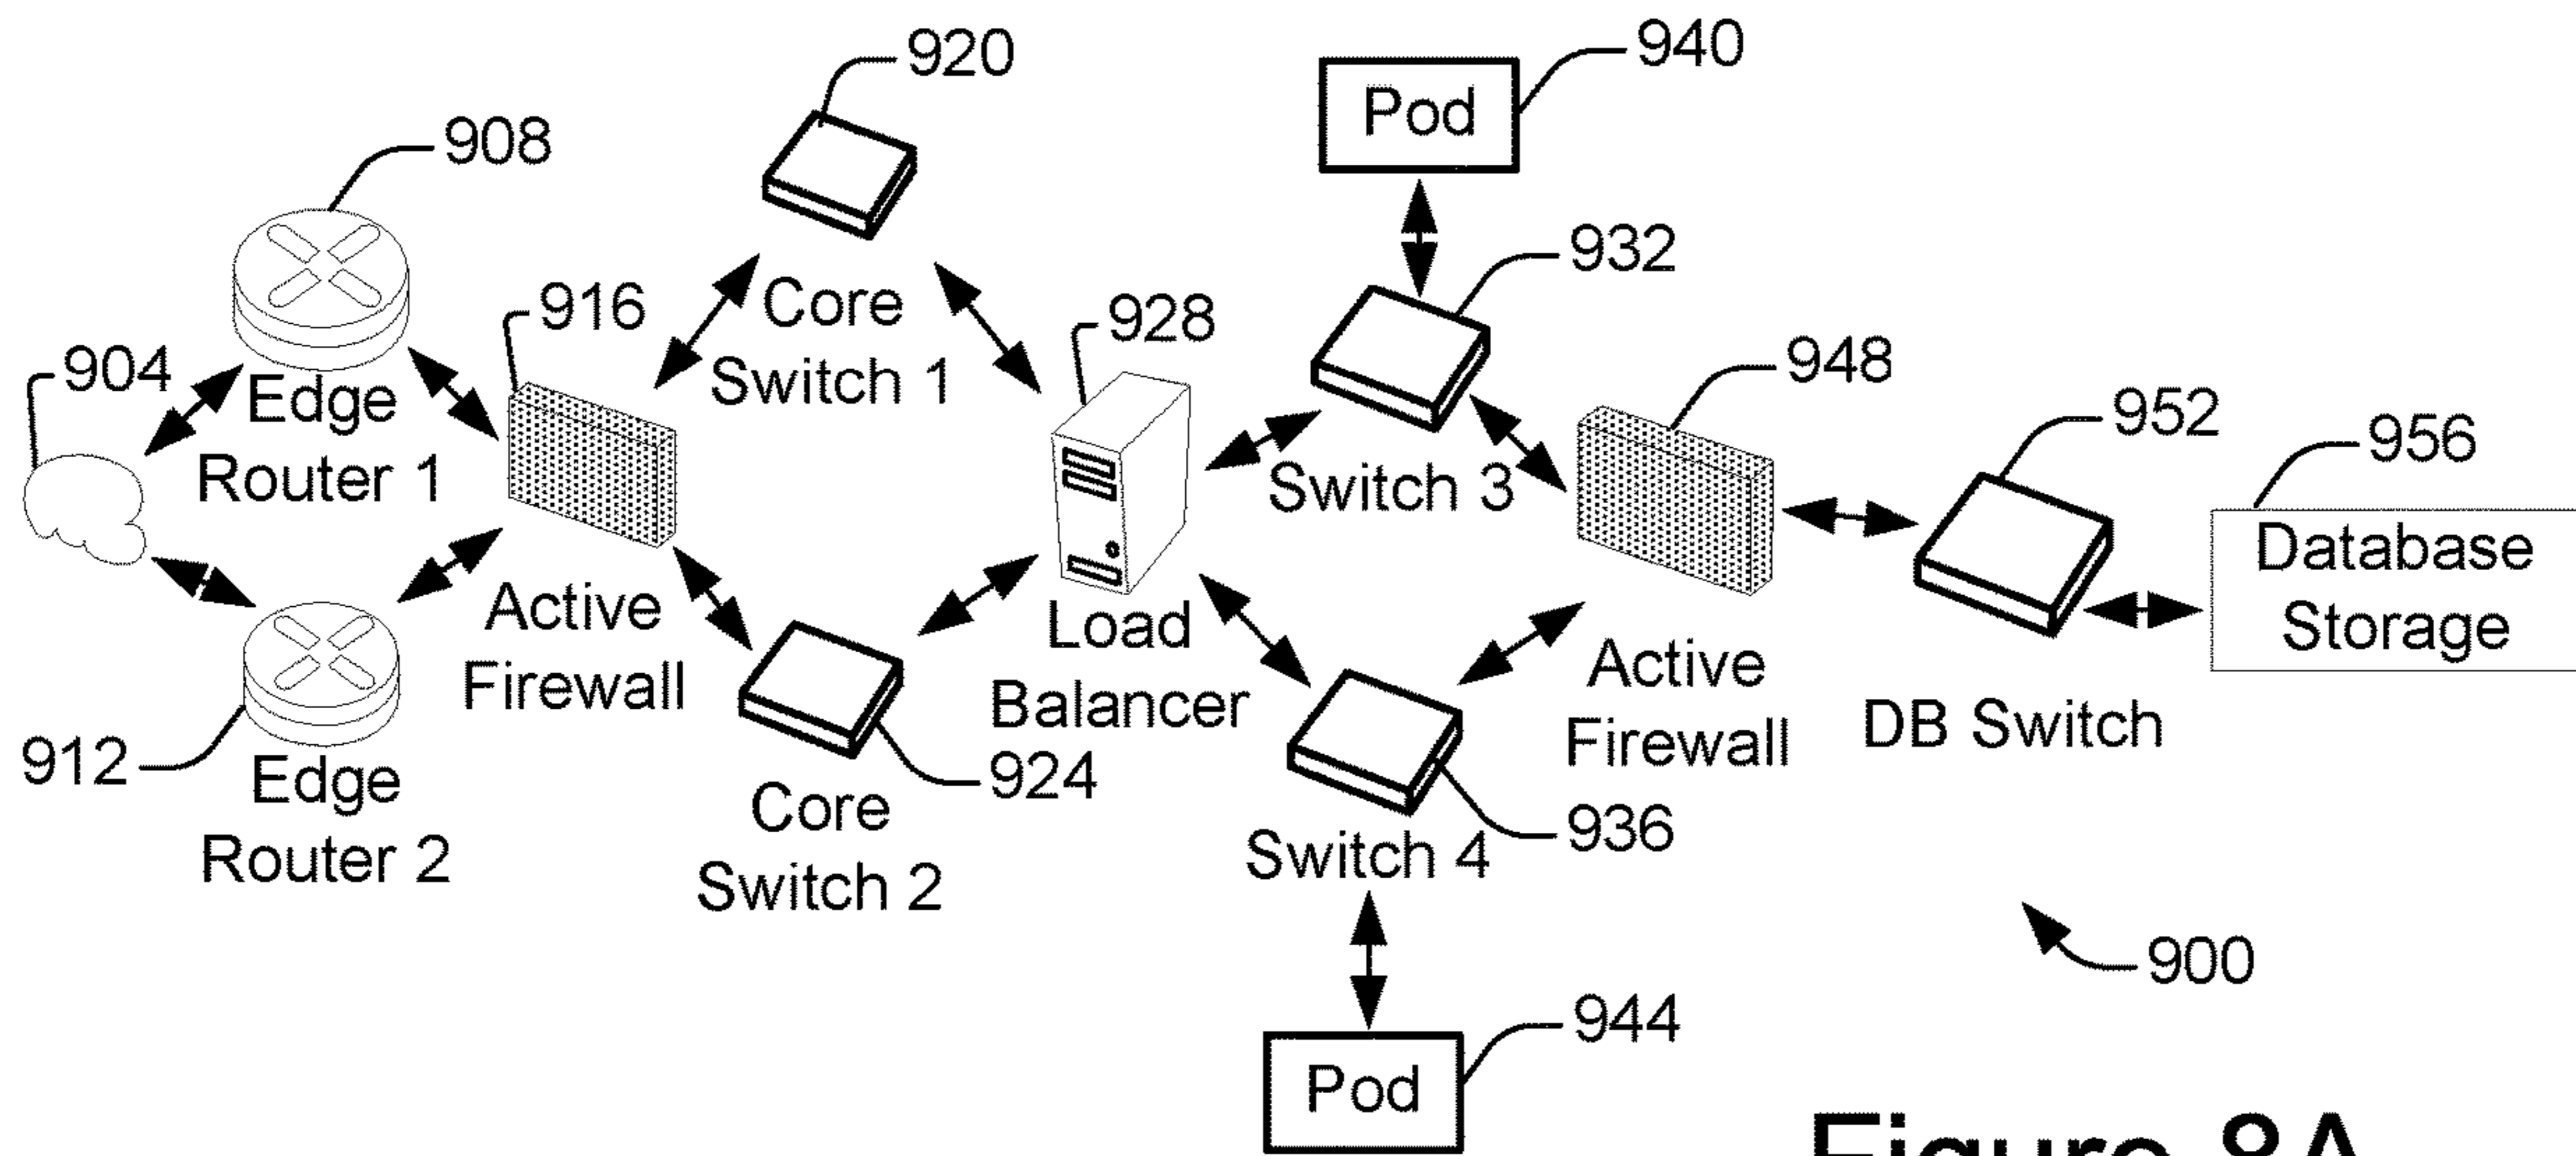 920
940
Pod
908
932
916
Core
Switch 1
928
904
Edge
Router 1
948
952
956
Switch 3
Database
Storage
Active
Firewall
Load
Balancer
Active
Firewall
DB Switch
912
Edge
Router 2
924
Core
Switch 2
936
Switch 4
900
944
Pod
Figure 8A